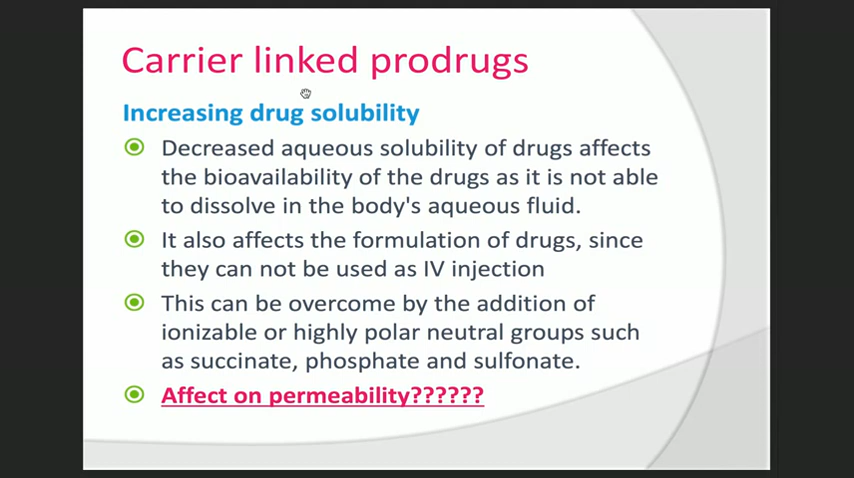 Carrier linked prodrugs
Increasing drug solubility
Decreased aqueous solubility of drugs affects
the bioavailability of the drugs as it is not able
to dissolve in the body's aqueous fluid.
It also affects the formulation of drugs, since
they can not be used as IV injection
This can be overcome by the addition of
ionizable or highly polar neutral groups such
as succinate, phosphate and sulfonate.
Affect on permeability??????